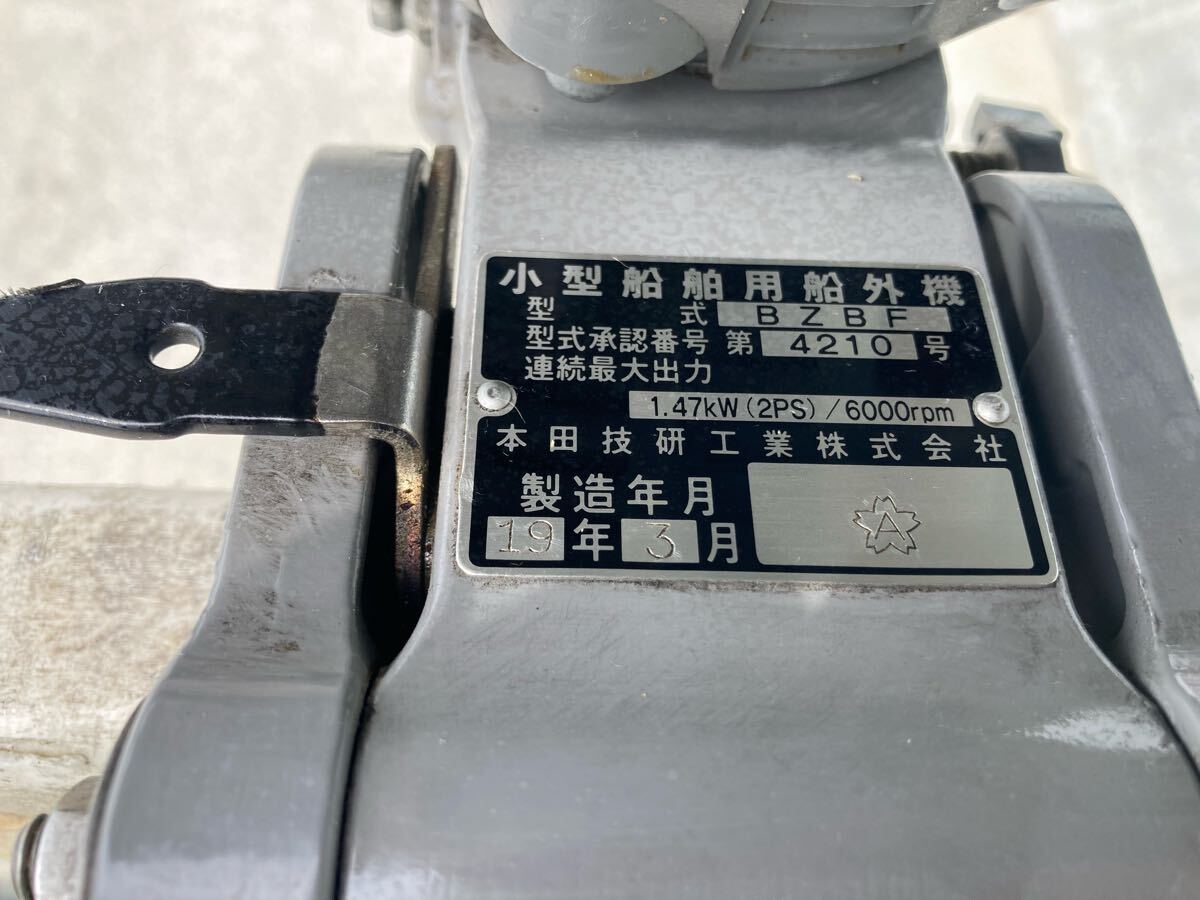 小型船舶用船外機
型式 BZBF
型式承認番号 第 4210 号
連続最大出力
1.47kW(2PS)/6000rpm
本田技研工業株式会社
製造年月
19年3月
A